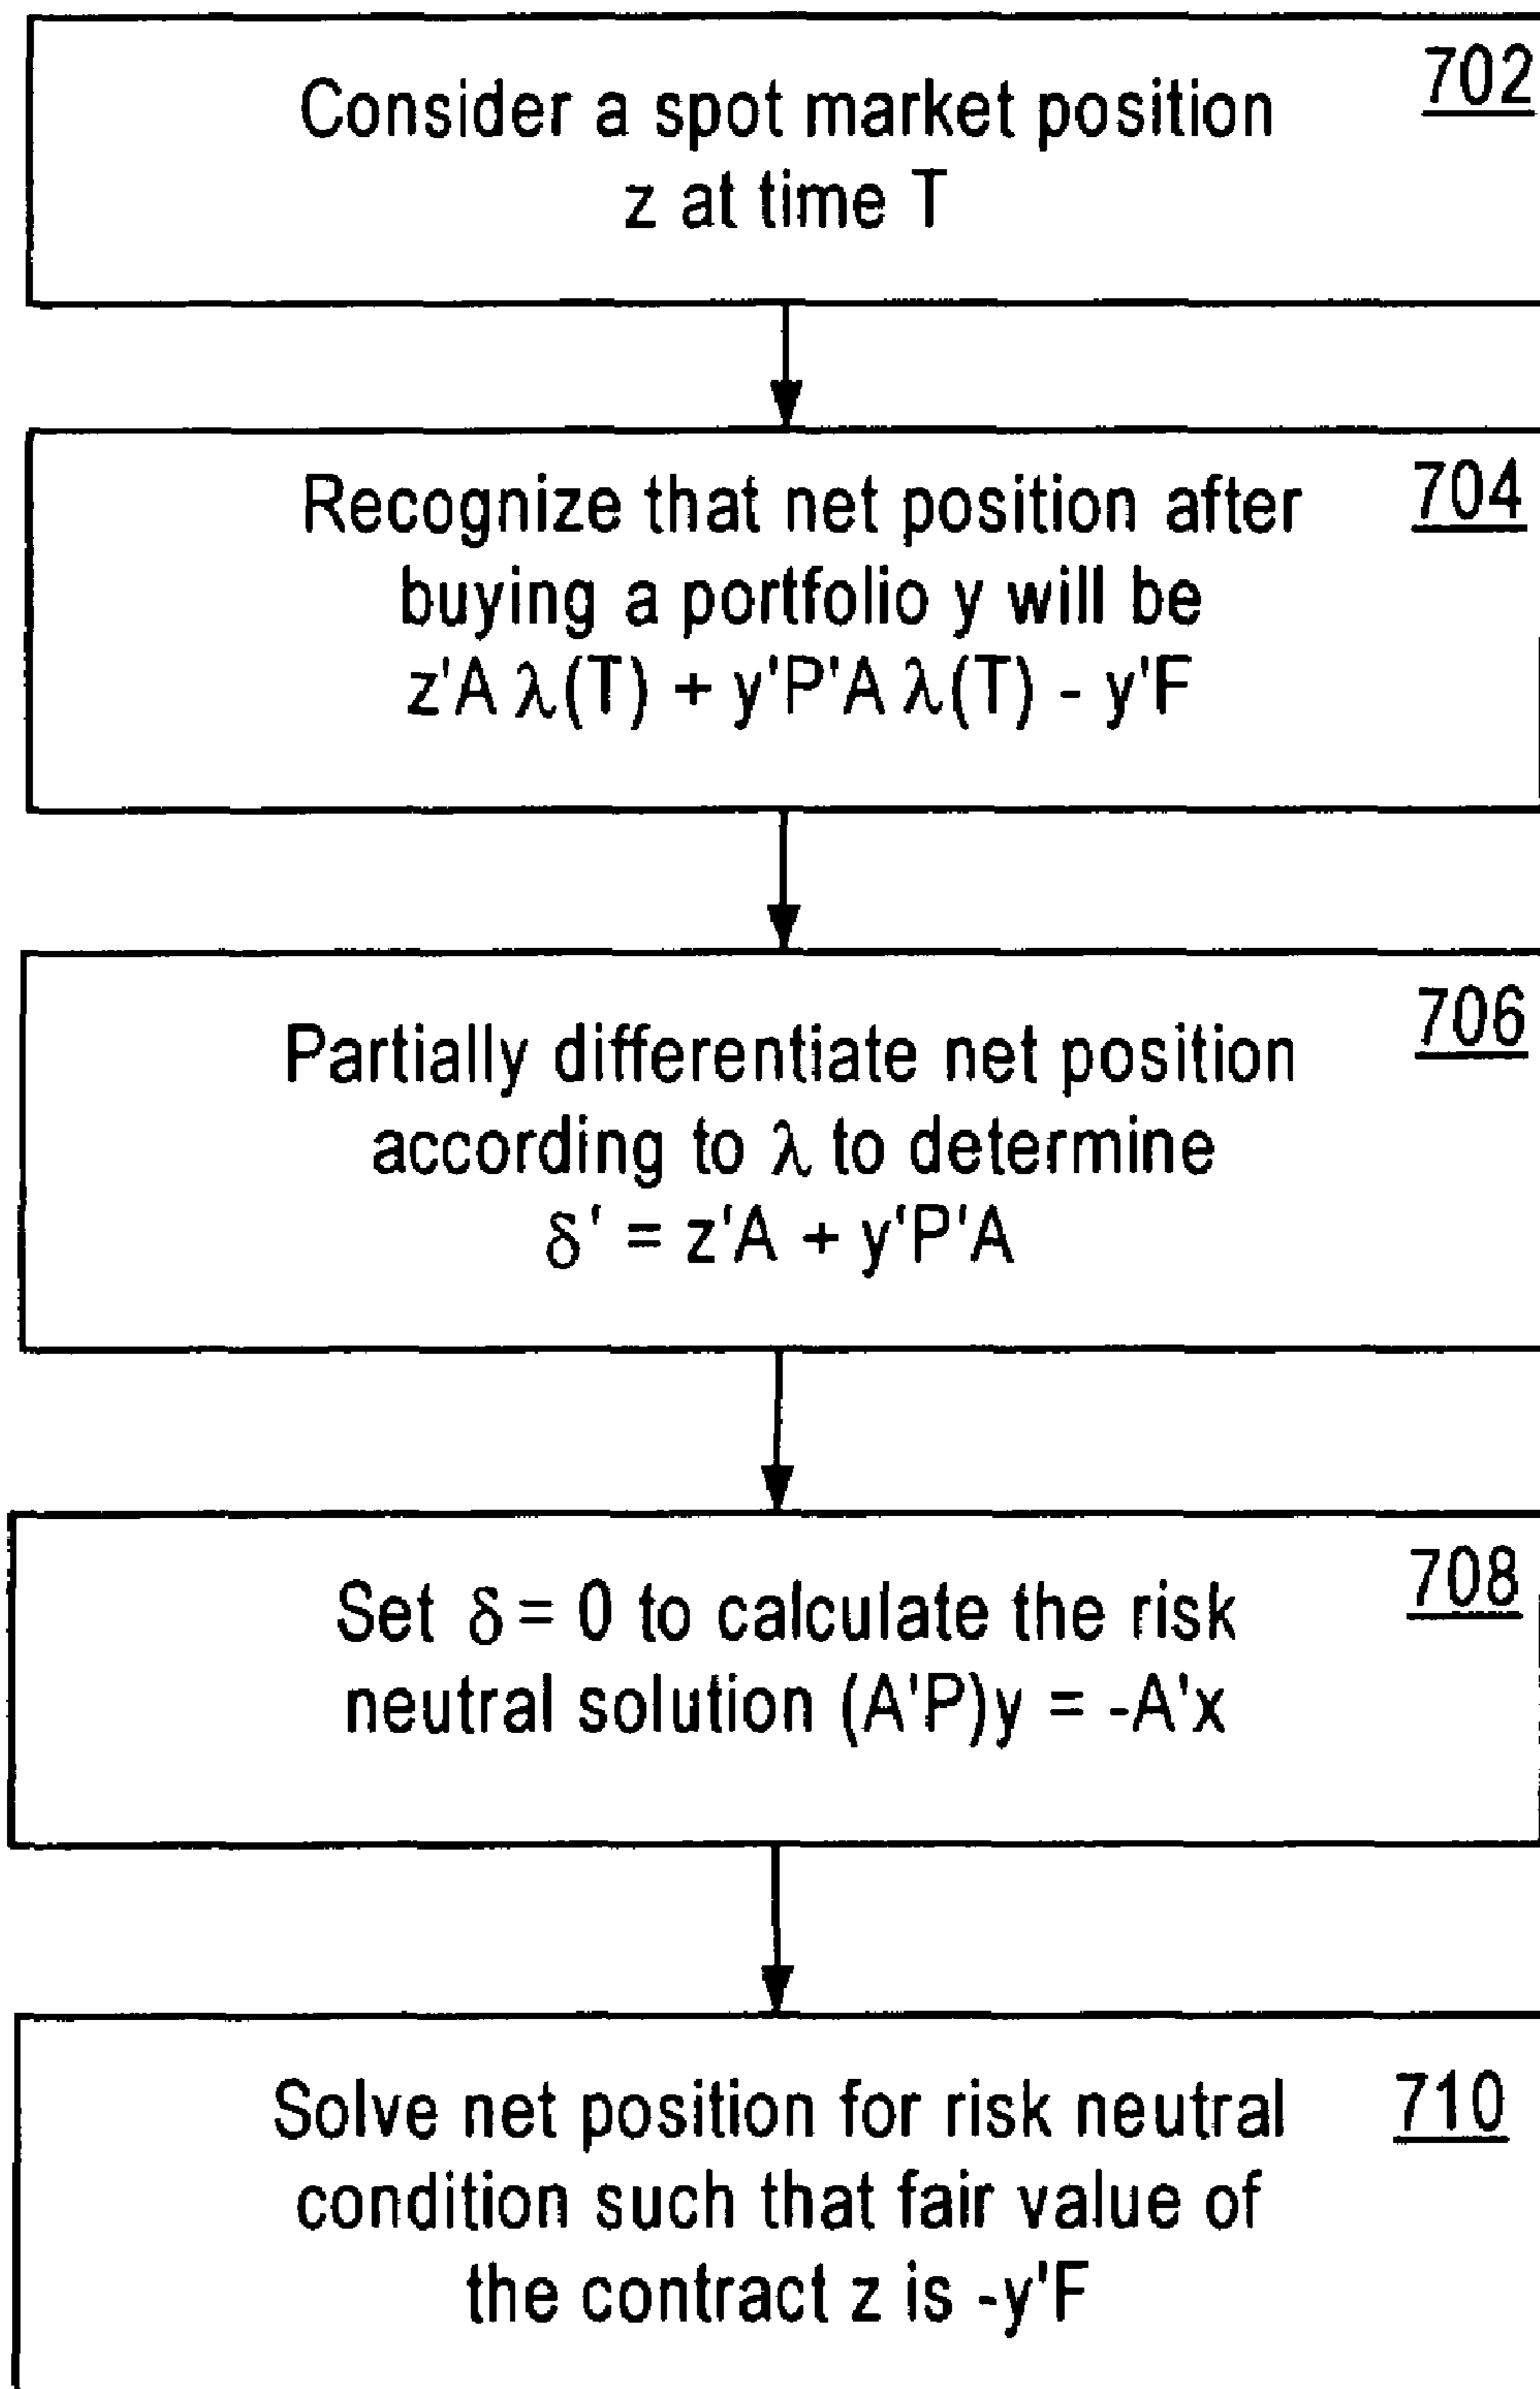 702
Consider a spot market position
z at time T
704
Recognize that net position after
buying a portfolio y will be
z'A λ(T) + y'P'A λ(T) - y'F
706
Partially differentiate net position
according to λ to determine
δ' = z'A + y'P'A
708
Set δ = 0 to calculate the risk
neutral solution (A'P)y = -A'x
710
Solve net position for risk neutral
condition such that fair value of
the contract z is -y'F